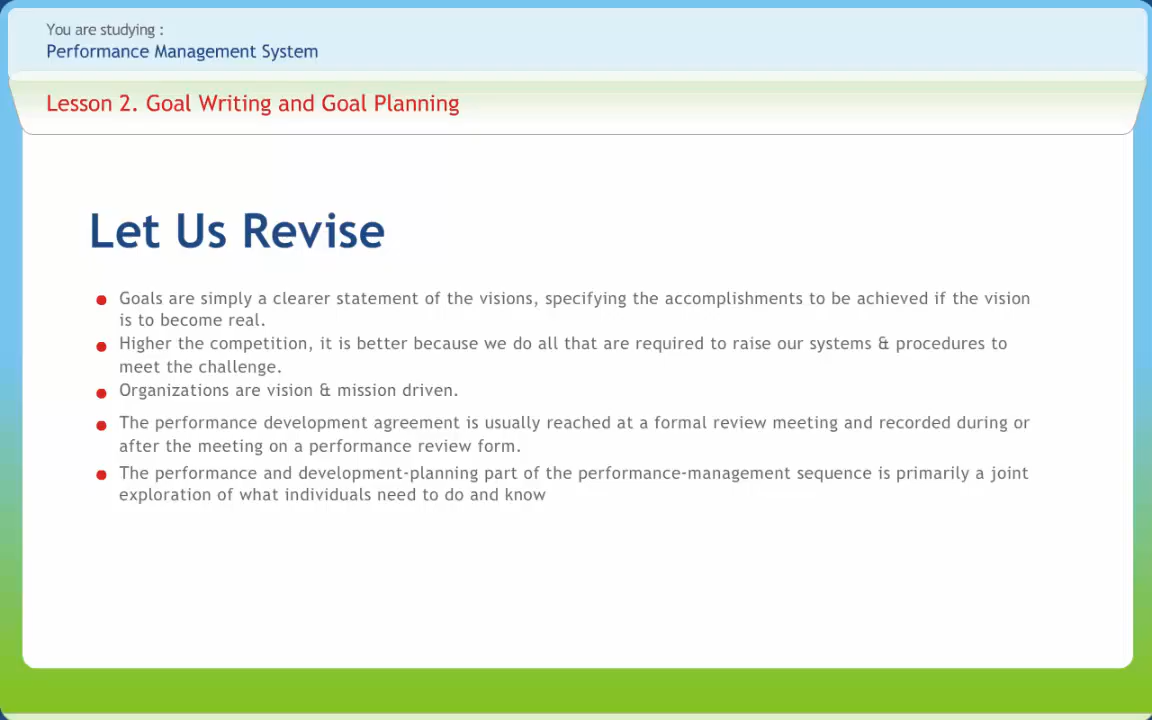 You are studying :
Performance Management System
Lesson 2. Goal Writing and Goal Planning
Let Us Revise
Goals are simply a clearer statement of the visions, specifying the accomplishments to be achieved if the vision
is to become real.
Higher the competition, it is better because we do all that are required to raise our systems & procedures to
meet the challenge.
Organizations are vision & mission driven.
The performance development agreement is usually reached at a formal review meeting and recorded during or
after the meeting on a performance review form.
The performance and development-planning part of the performance-management sequence is primarily a joint
exploration of what individuals need to do and know